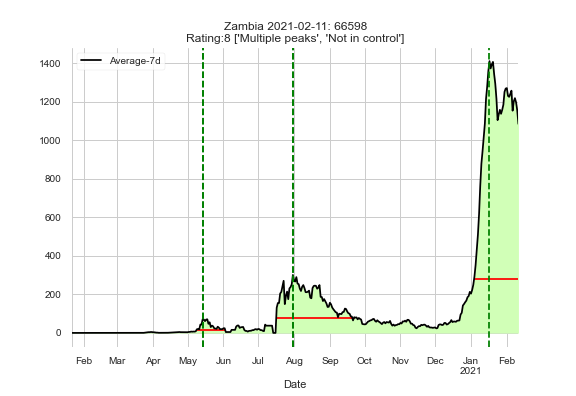 Zambia 2021-02-11: 66598
Rating:8 ['Multiple peaks', 'Not in control']
Average-7d
1400
1200
1000
800
600
400
200
0
Feb Mar Apr May Jun Jul Aug Sep Oct Nov Dec Jan Feb
2021
Date